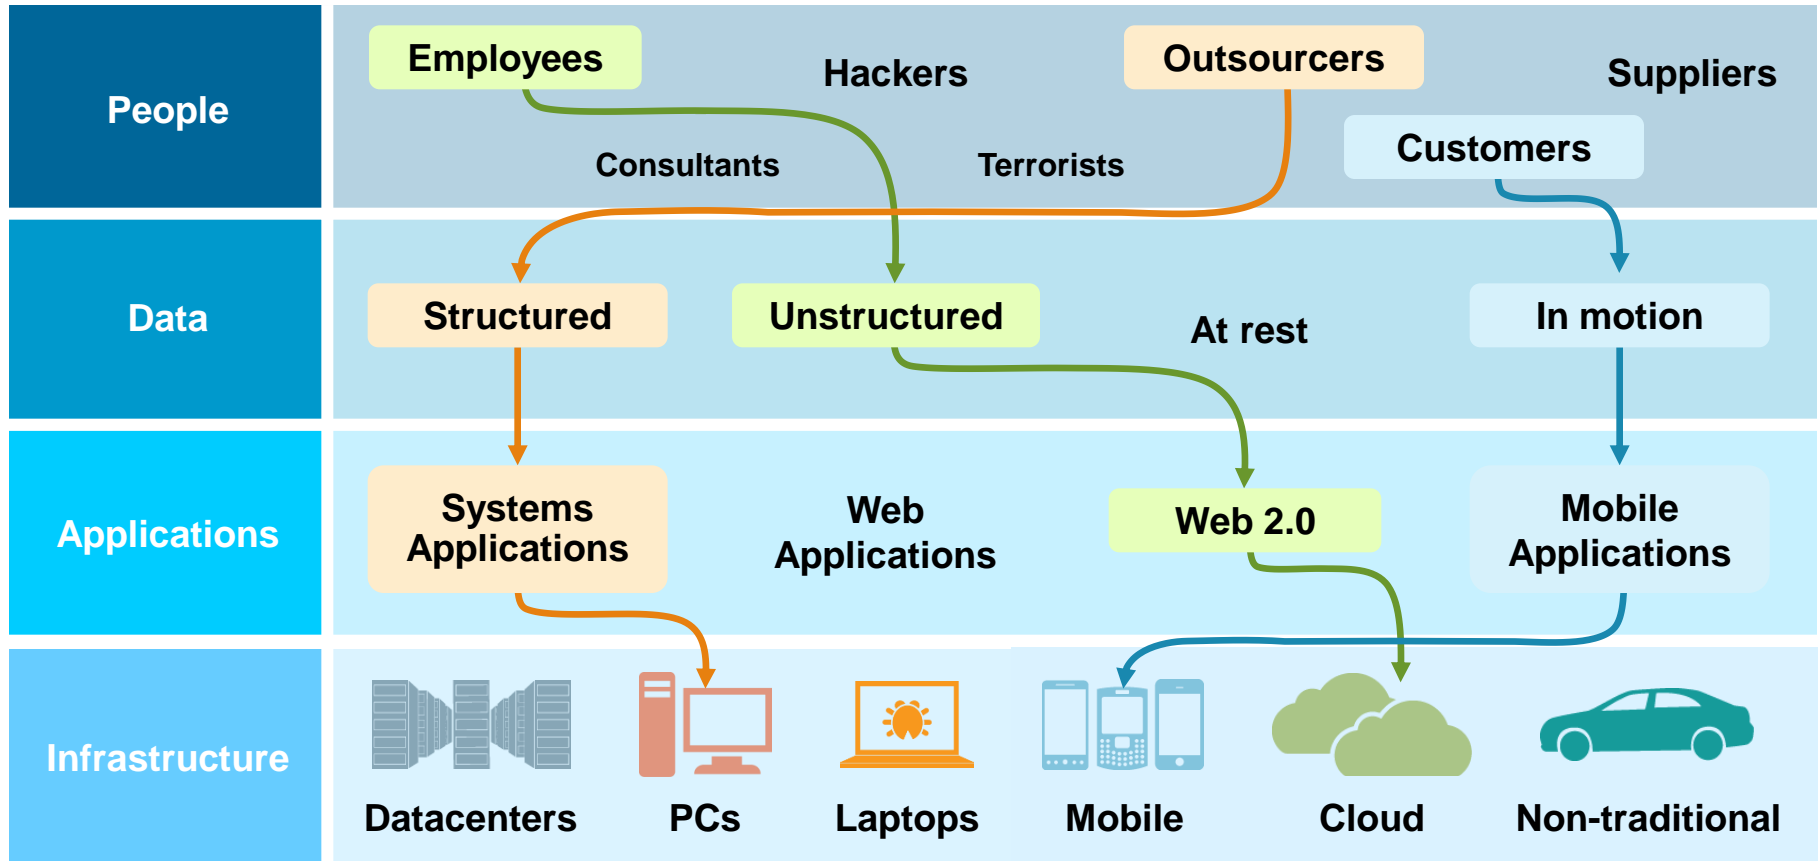 People
Employees
Hackers
Outsourcers
Suppliers
Consultants
Terrorists
Customers
Data
Structured
Unstructured
At rest
In motion
Applications
Systems
Applications
Web
Applications
Web 2.0
Mobile
Applications
Infrastructure
Datacenters
PCs
Laptops
Mobile
Cloud
Non-traditional